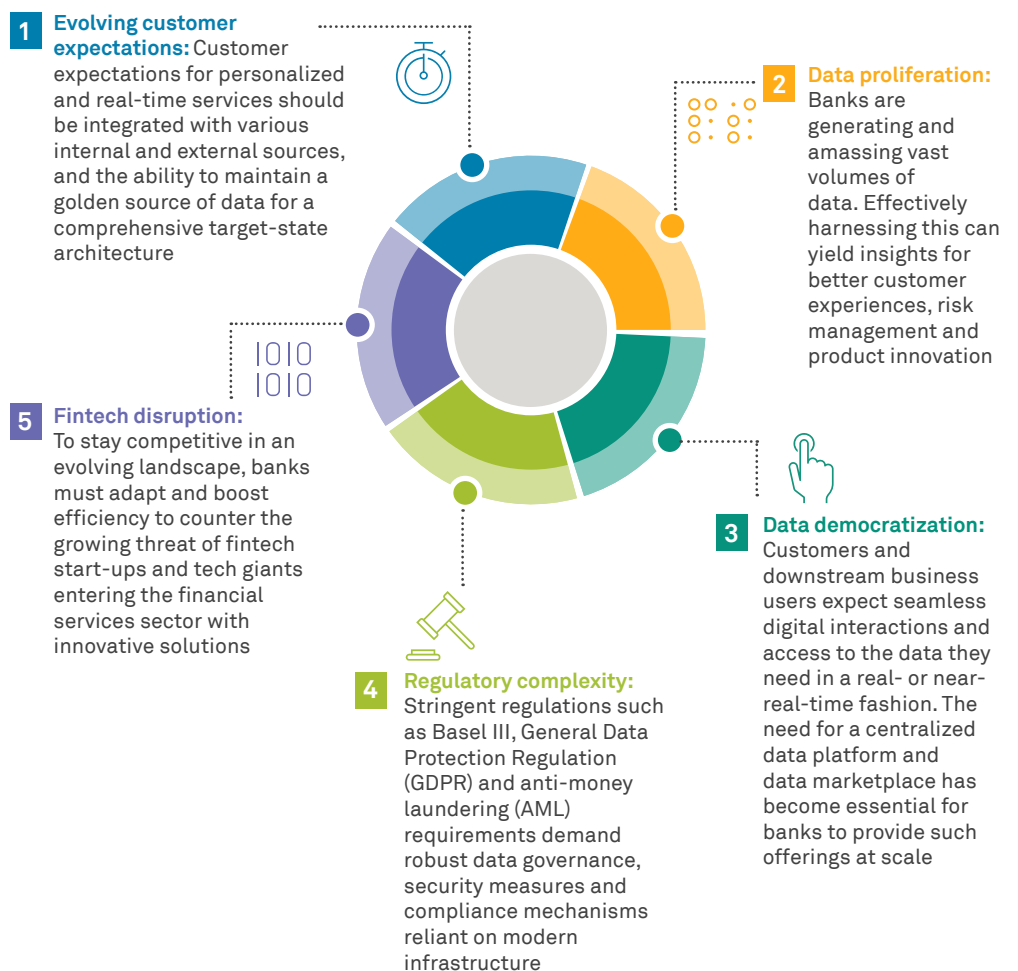 1
Evolving customer
expectations: Customer
expectations for personalized
and real-time services should
be integrated with various
internal and external sources,
and the ability to maintain a
golden source of data for a
comprehensive target-state
architecture
2
Data proliferation:
Banks are
generating and
amassing vast
volumes of
data. Effectively
harnessing this can
yield insights for
better customer
experiences, risk
management and
product innovation
3
Data democratization:
Customers and
downstream business
users expect seamless
digital interactions and
access to the data they
need in a real- or near-
real-time fashion. The
need for a centralized
data platform and
data marketplace has
become essential for
banks to provide such
offerings at scale
4
Regulatory complexity:
Stringent regulations such
as Basel III, General Data
Protection Regulation
(GDPR) and anti-money
laundering (AML)
requirements demand
robust data governance,
security measures and
compliance mechanisms
reliant on modern
infrastructure
1010
1010
5
Fintech disruption:
To stay competitive in an
evolving landscape, banks
must adapt and boost
efficiency to counter the
growing threat of fintech
start-ups and tech giants
entering the financial
services sector with
innovative solutions